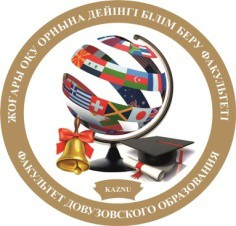 ЖОҒАРЫ ОҚУ ОРНЫНА ДЕЙІНГІ БІЛІМ БЕРУ ФАКУЛЬТЕТІ
KAZNU
ФАКУЛЬТЕТ ДОВУЗОВСКОГО ОБРАЗОВАНИЯ